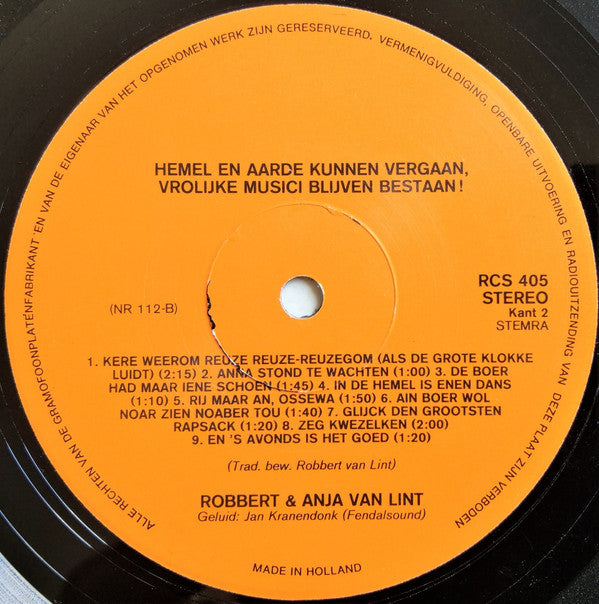 ALLE RECHTEN VAN DE GRAMOFOONPLATENFABRIKANT EN VAN DE EIGENAAR VAN HET OPGENOMEN WERK ZIJN GERESERVEERD. VERMENIGVULDIGING, OPENBARE UITVOERING EN RADIOUITZENDING VAN DEZE PLAAT ZIJN VERBODEN
HEMEL EN AARDE KUNNEN VERGAAN,
VROLIJKE MUSICI BLIJVEN BESTAAN!
(NR 112-B)
RCS 405
STEREO
Kant 2
STEMRA
1. KERE WEEROM REUZE REUZE-REUZEGOM (ALS DE GROTE KLOKKE
LUIDT) (2:15) 2. ANNA STOND TE WACHTEN (1:00) 3. DE BOER
HAD MAAR IENE SCHOEN (1:45) 4. IN DE HEMEL IS ENEN DANS
(1:10) 5. RIJ MAAR AN, OSSEWA (1:50) 6. AIN BOER WOL
NOAR ZIEN NOABER TOU (1:40) 7. GLIJCK DEN GROOTSTEN
RAPSACK (1:20) 8. ZEG KWEZELKEN (2:00)
9. EN 'S AVONDS IS HET GOED (1:20)
(Trad. bew. Robbert van Lint)
ROBBERT & ANJA VAN LINT
Geluid: Jan Kranendonk (Fendalsound)
MADE IN HOLLAND